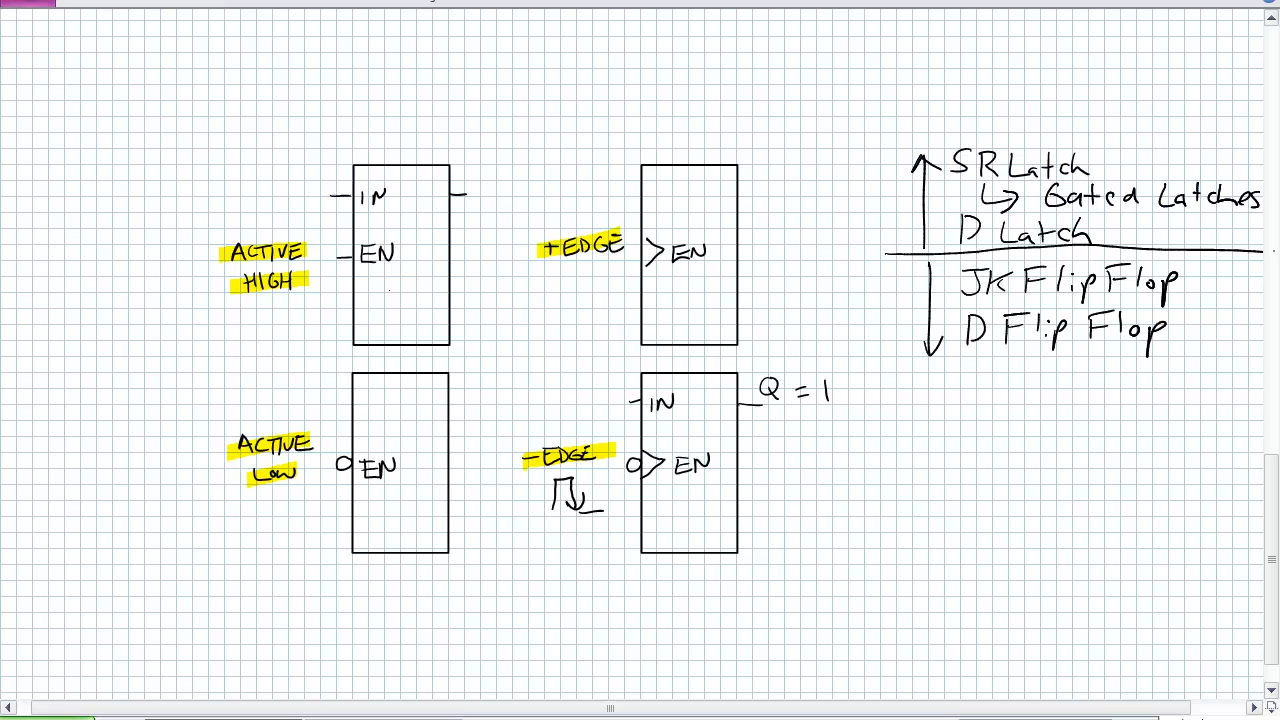 IN
ACTIVE
HIGH
EN
+EDGE
EN
SR Latch
Gated Latches
D Latch
JK Flip Flop
D Flip Flop
ACTIVE
LOW
EN
IN
Q = 1
-EDGE
EN